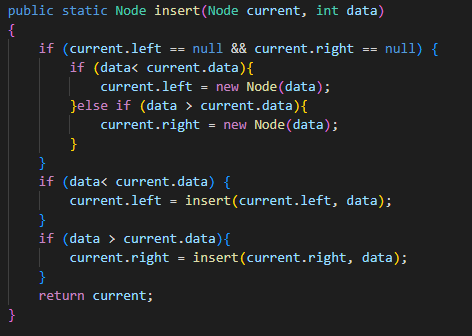 public static Node insert(Node current, int data)
{
    if (current.left == null && current.right == null) {
        if (data< current.data){
            current.left = new Node(data);
        }else if (data > current.data){
            current.right = new Node(data);
        }
    }
    if (data< current.data) {
        current.left = insert(current.left, data);
    }
    if (data > current.data){
        current.right = insert(current.right, data);
    }
    return current;
}